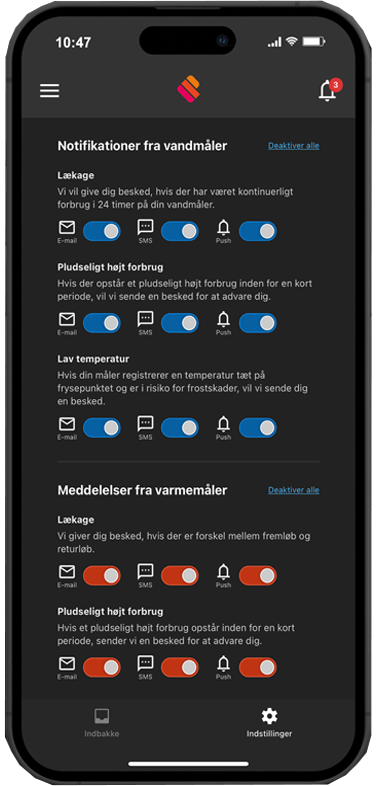 10:47
3
Notifikationer fra vandmåler
Deaktiver alle
Lækage
Vi vil give dig besked, hvis der har været kontinuerligt
forbrug i 24 timer på din vandmåler.
E-mail
SMS
Push
Pludseligt højt forbrug
Hvis der opstår et pludseligt højt forbrug inden for en kort
periode, vil vi sende en besked for at advare dig.
E-mail
SMS
Push
Lav temperatur
Hvis din måler registrerer en temperatur tæt på
frysepunktet og er i risiko for frostskader, vil vi sende dig
en besked.
E-mail
SMS
Push
Meddelelser fra varmemåler
Deaktiver alle
Lækage
Vi giver dig besked, hvis der er forskel mellem fremløb og
returløb.
E-mail
SMS
Push
Pludseligt højt forbrug
Hvis et pludseligt højt forbrug opstår inden for en kort
periode, sender vi en besked for at advare dig.
E-mail
SMS
Push
Indbakke
Indstillinger